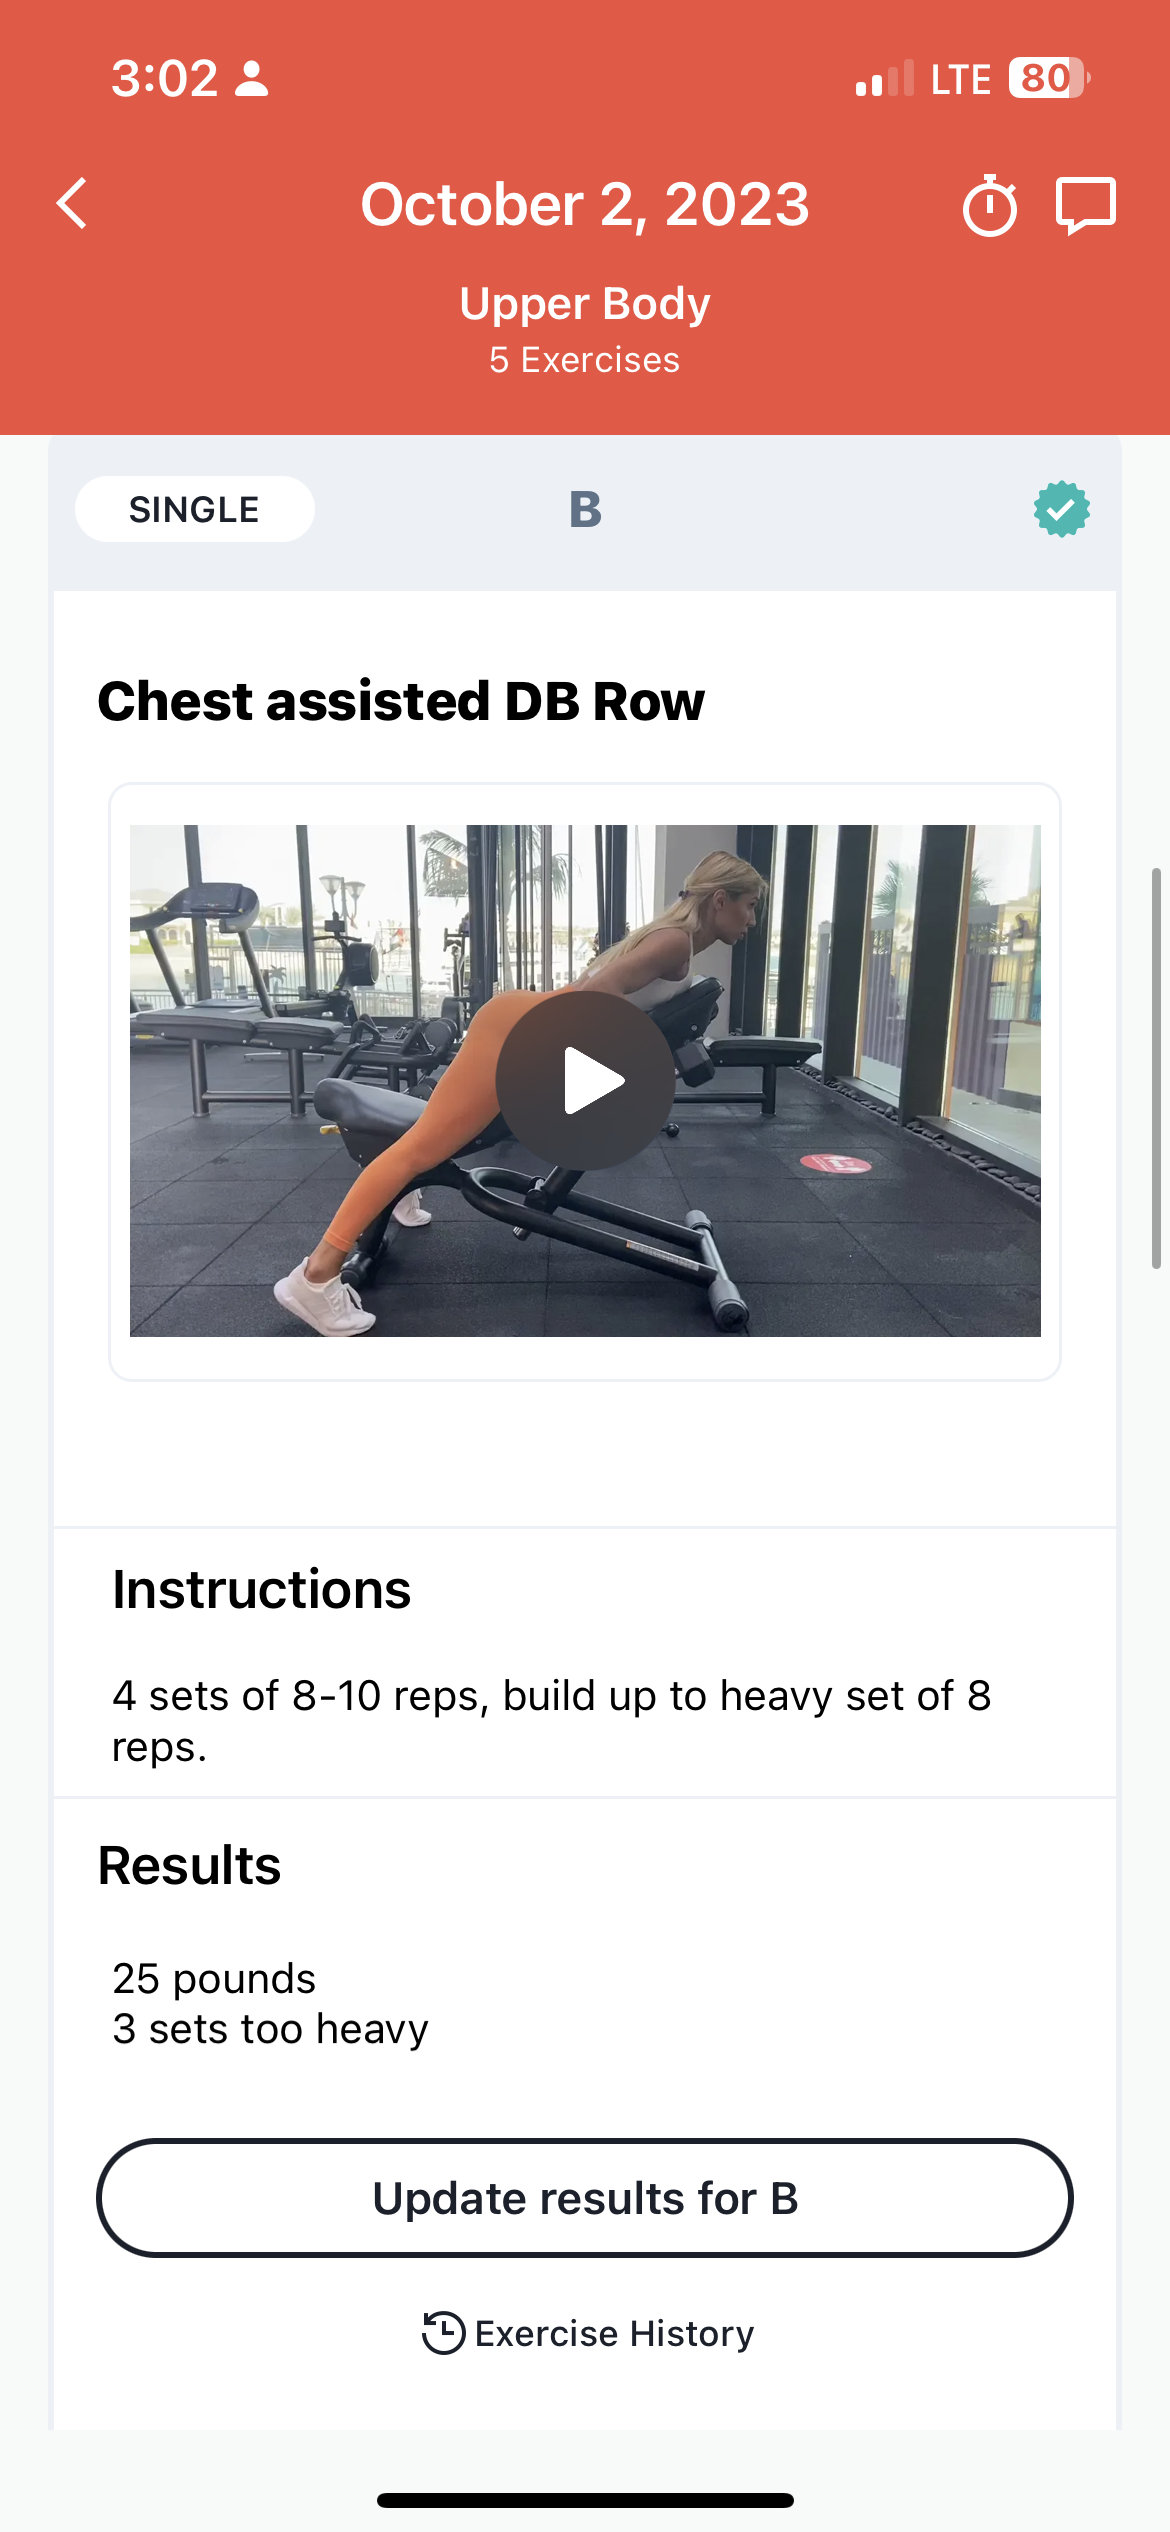 3:02
LTE
80
October 2, 2023
Upper Body
5 Exercises
SINGLE
B
Chest assisted DB Row
Instructions
4 sets of 8-10 reps, build up to heavy set of 8
reps.
Results
25 pounds
3 sets too heavy
Update results for B
Exercise History